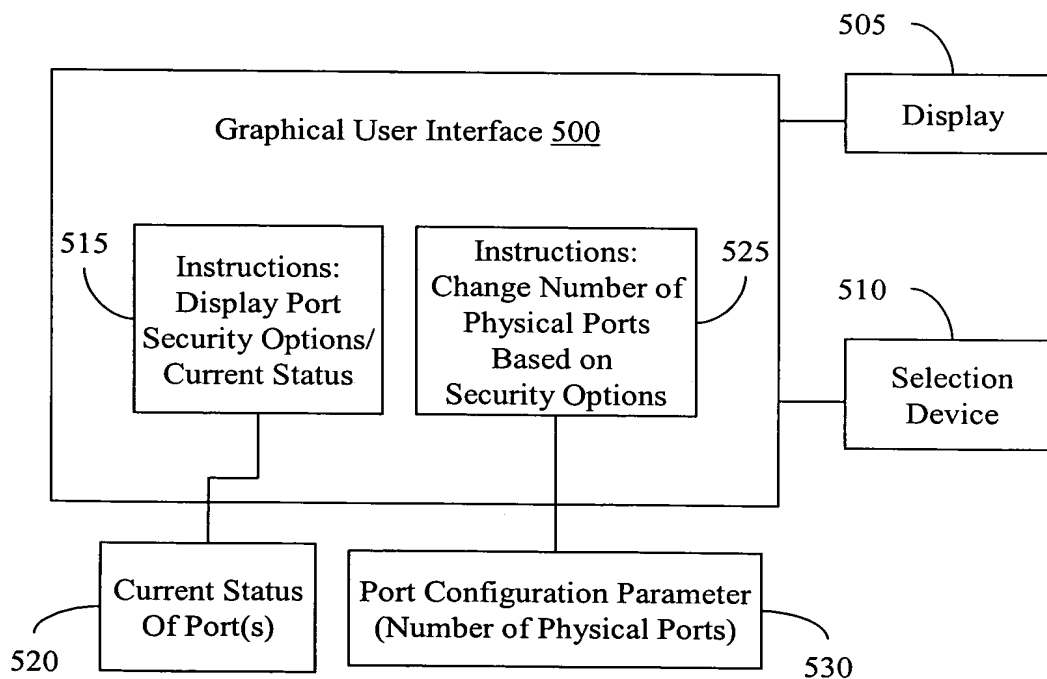 505
Display
Graphical User Interface 500
515
Instructions:
Display Port
Security Options/
Current Status
Instructions:
Change Number of
Physical Ports
Based on
Security Options
525
510
Selection
Device
Current Status
Of Port(s)
520
Port Configuration Parameter
(Number of Physical Ports)
530